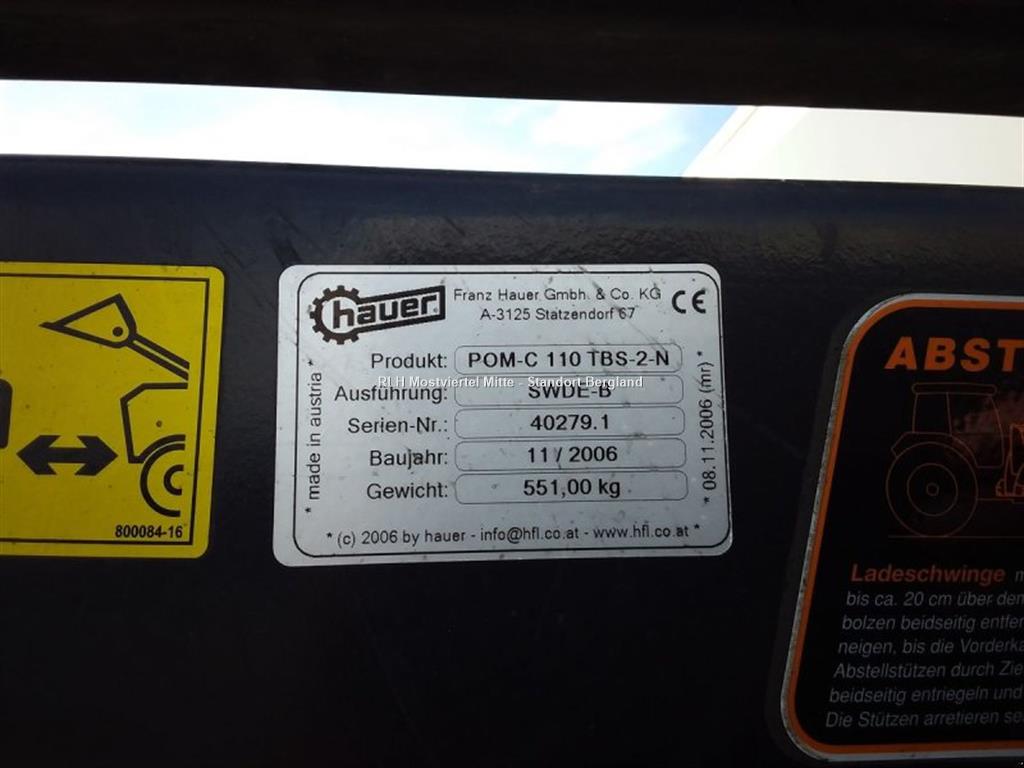 800084-16
hauer
Franz Hauer Gmbh. & Co. KG
A-3125 Statzendorf 67
CE
Produkt: POM-C 110 TBS-2-N
RLH Mostviertel Mitte - Standort Bergland
Ausführung: SWDE-B
Serien-Nr.: 40279.1
Baujahr: 11 / 2006
Gewicht: 551,00 kg
* made in austria *
* 08.11.2006 (mr) *
* (c) 2006 by hauer - info@hfl.co.at - www.hfl.co.at *
ABST
Ladeschwinge
bis ca. 20 cm über den
bolzen beidseitig entfer
neigen, bis die Vorderka
Abstellstützen durch Zie
beidseitig entriegeln und
Die Stützen arretieren se